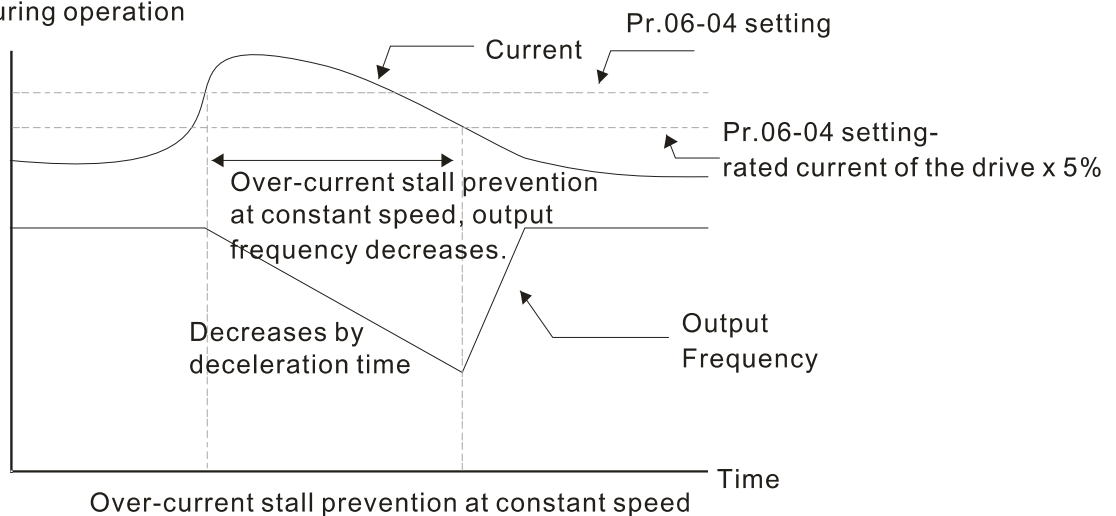 uring operation
Pr.06-04 setting
Current
Pr.06-04 setting-
rated current of the drive x 5%
Over-current stall prevention
at constant speed, output
frequency decreases.
Decreases by
deceleration time
Output
Frequency
Time
Over-current stall prevention at constant speed